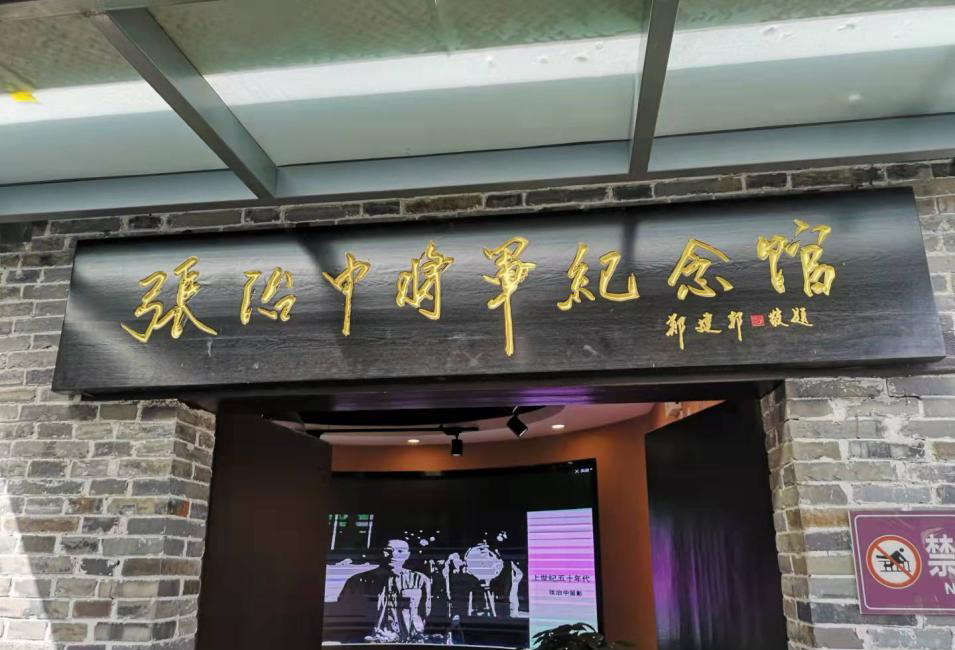 張治中將軍紀念館
郑建邦 敬題
上世纪五十年代
张治中留影
禁
N